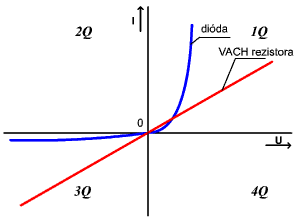 2Q
I
dióda
1Q
VACH rezistora
0
U
3Q
4Q